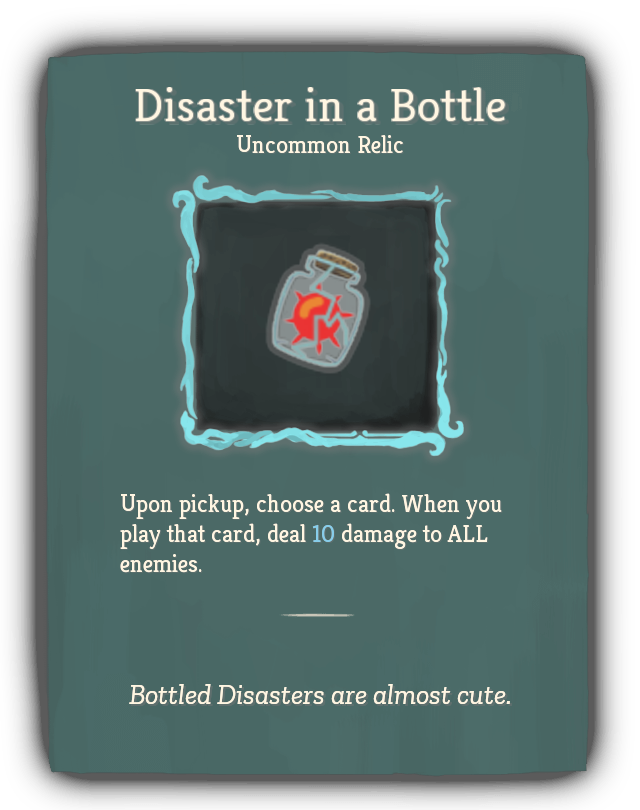 Disaster in a Bottle
Uncommon Relic
Upon pickup, choose a card. When you
play that card, deal 10 damage to ALL
enemies.
Bottled Disasters are almost cute.